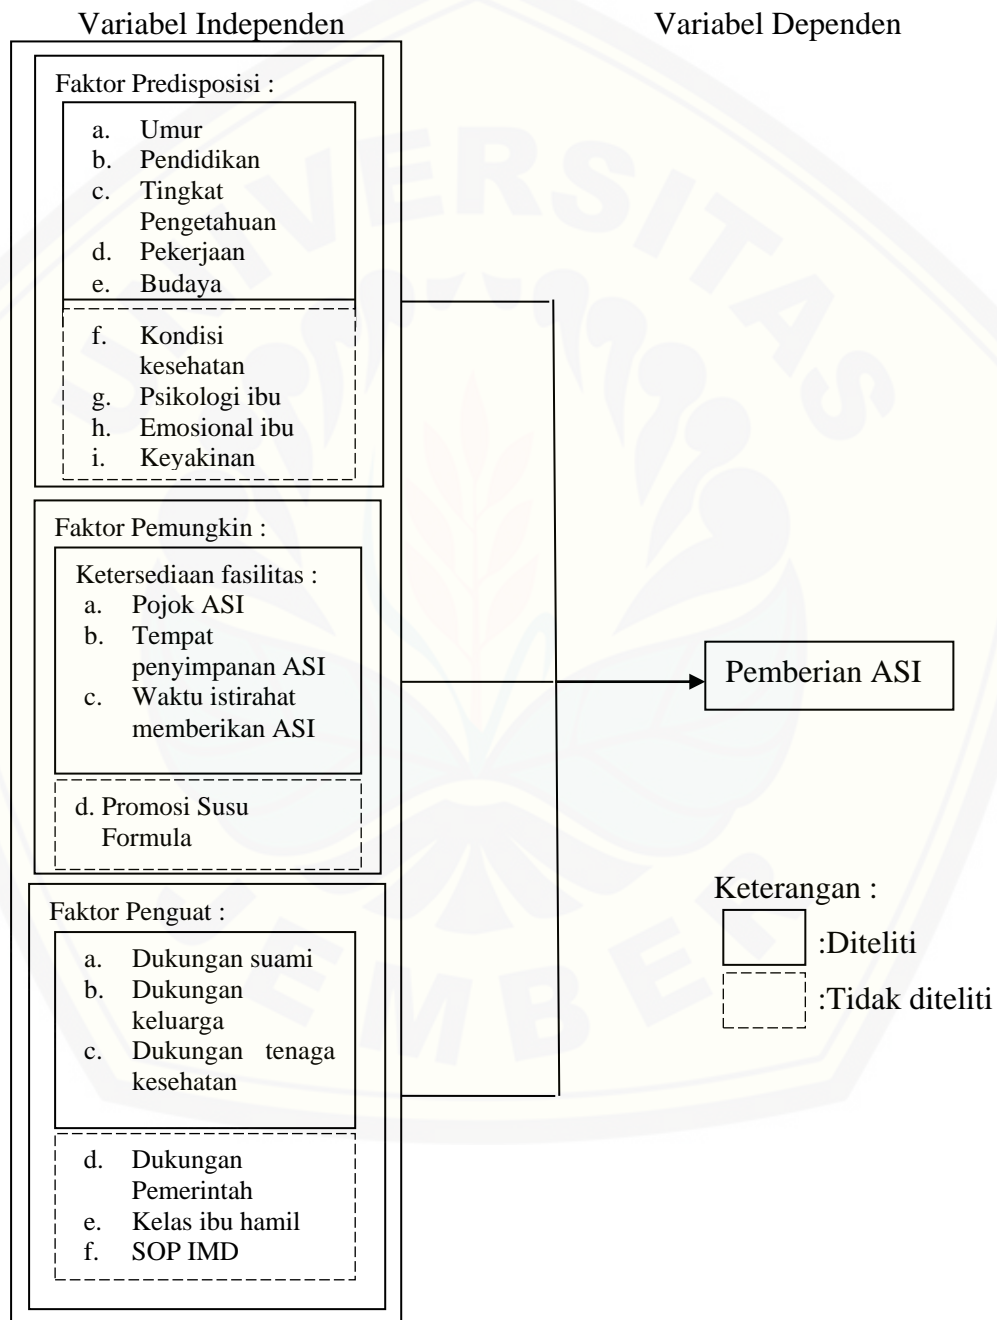 Variabel Independen
Variabel Dependen
Faktor Predisposisi :
a. Umur
b. Pendidikan
c. Tingkat
Pengetahuan
d. Pekerjaan
e. Budaya
f. Kondisi
kesehatan
g. Psikologi ibu
h. Emosional ibu
i. Keyakinan
Faktor Pemungkin :
Ketersediaan fasilitas :
a. Pojok ASI
b. Tempat
penyimpanan ASI
c. Waktu istirahat
memberikan ASI
d. Promosi Susu
Formula
Faktor Penguat :
a. Dukungan suami
b. Dukungan
keluarga
c. Dukungan tenaga
kesehatan
d. Dukungan
Pemerintah
e. Kelas ibu hamil
f. SOP IMD
Pemberian ASI
Keterangan :
:Diteliti
:Tidak diteliti
UNIVERSITAS
JEMBER